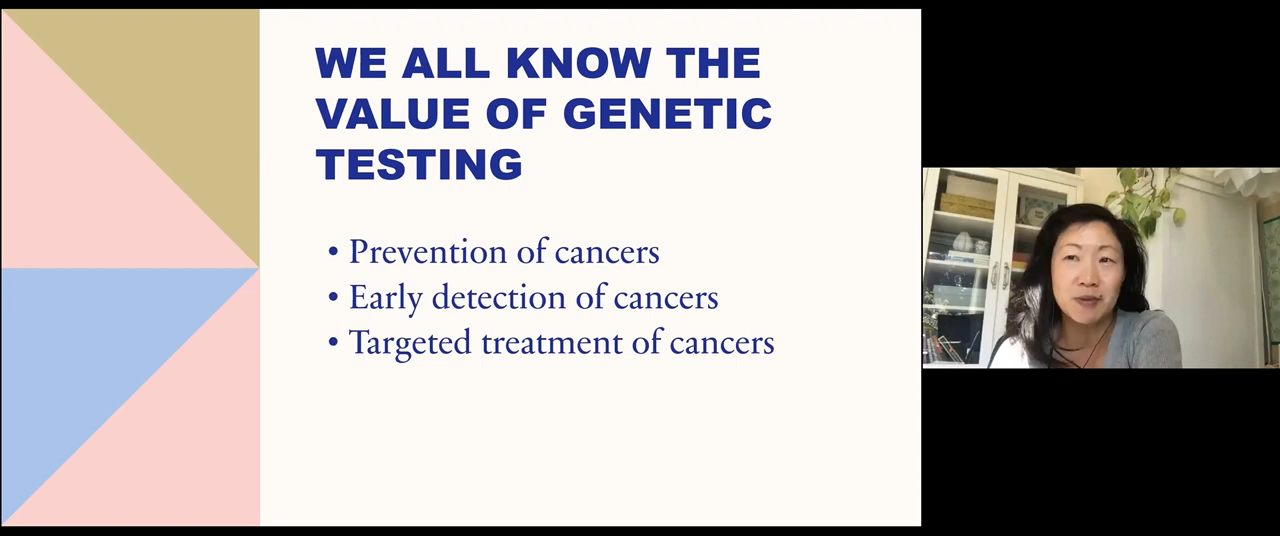 WE ALL KNOW THE
VALUE OF GENETIC
TESTING
• Prevention of cancers
• Early detection of cancers
• Targeted treatment of cancers